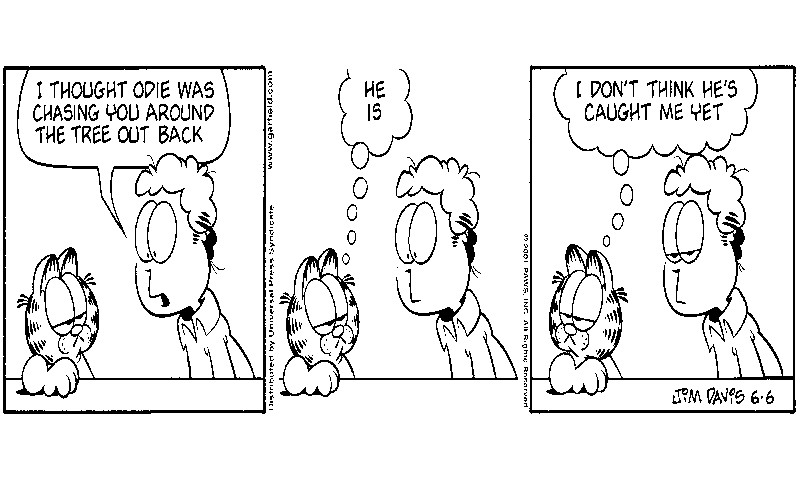 I THOUGHT ODIE WAS
CHASING YOU AROUND
THE TREE OUT BACK
www.garfield.com
Distributed by Universal Press Syndicate
HE
IS
© 2001 PAWS, INC. All Rights Reserved
I DON'T THINK HE'S
CAUGHT ME YET
JIM DAVIS 6·6